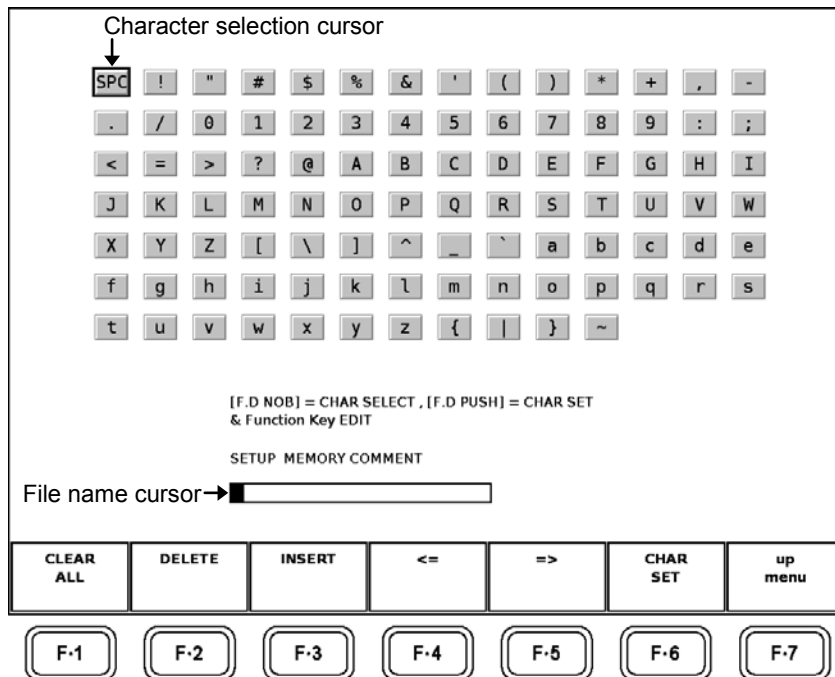 Character selection cursor
SPC ! " # $ % & ' ( ) * + , -
. / 0 1 2 3 4 5 6 7 8 9 : ;
< = > ? @ A B C D E F G H I
J K L M N O P Q R S T U V W
X Y Z [ \ ] ^ _ ` a b c d e
f g h i j k l m n o p q r s
t u v w x y z { | } ~
[F.D NOB] = CHAR SELECT , [F.D PUSH] = CHAR SET
& Function Key EDIT
SETUP MEMORY COMMENT
File name cursor
CLEAR ALL DELETE INSERT <= => CHAR SET up menu
F·1 F·2 F·3 F·4 F·5 F·6 F·7